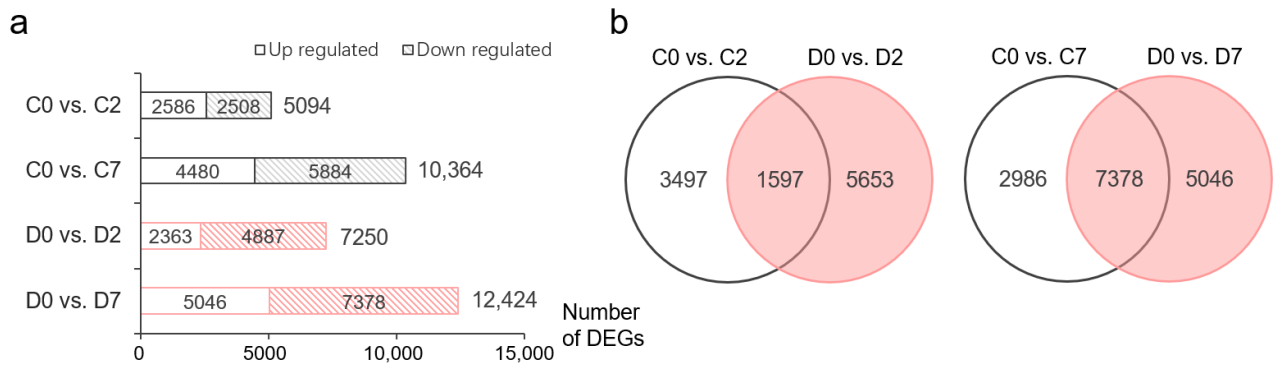 a
Up regulated Down regulated
C0 vs. C2 2586 2508 5094
C0 vs. C7 4480 5884 10,364
D0 vs. D2 2363 4887 7250
D0 vs. D7 5046 7378 12,424
0 5000 10,000 15,000
Number
of DEGs
b
C0 vs. C2 D0 vs. D2
3497 1597 5653
C0 vs. C7 D0 vs. D7
2986 7378 5046